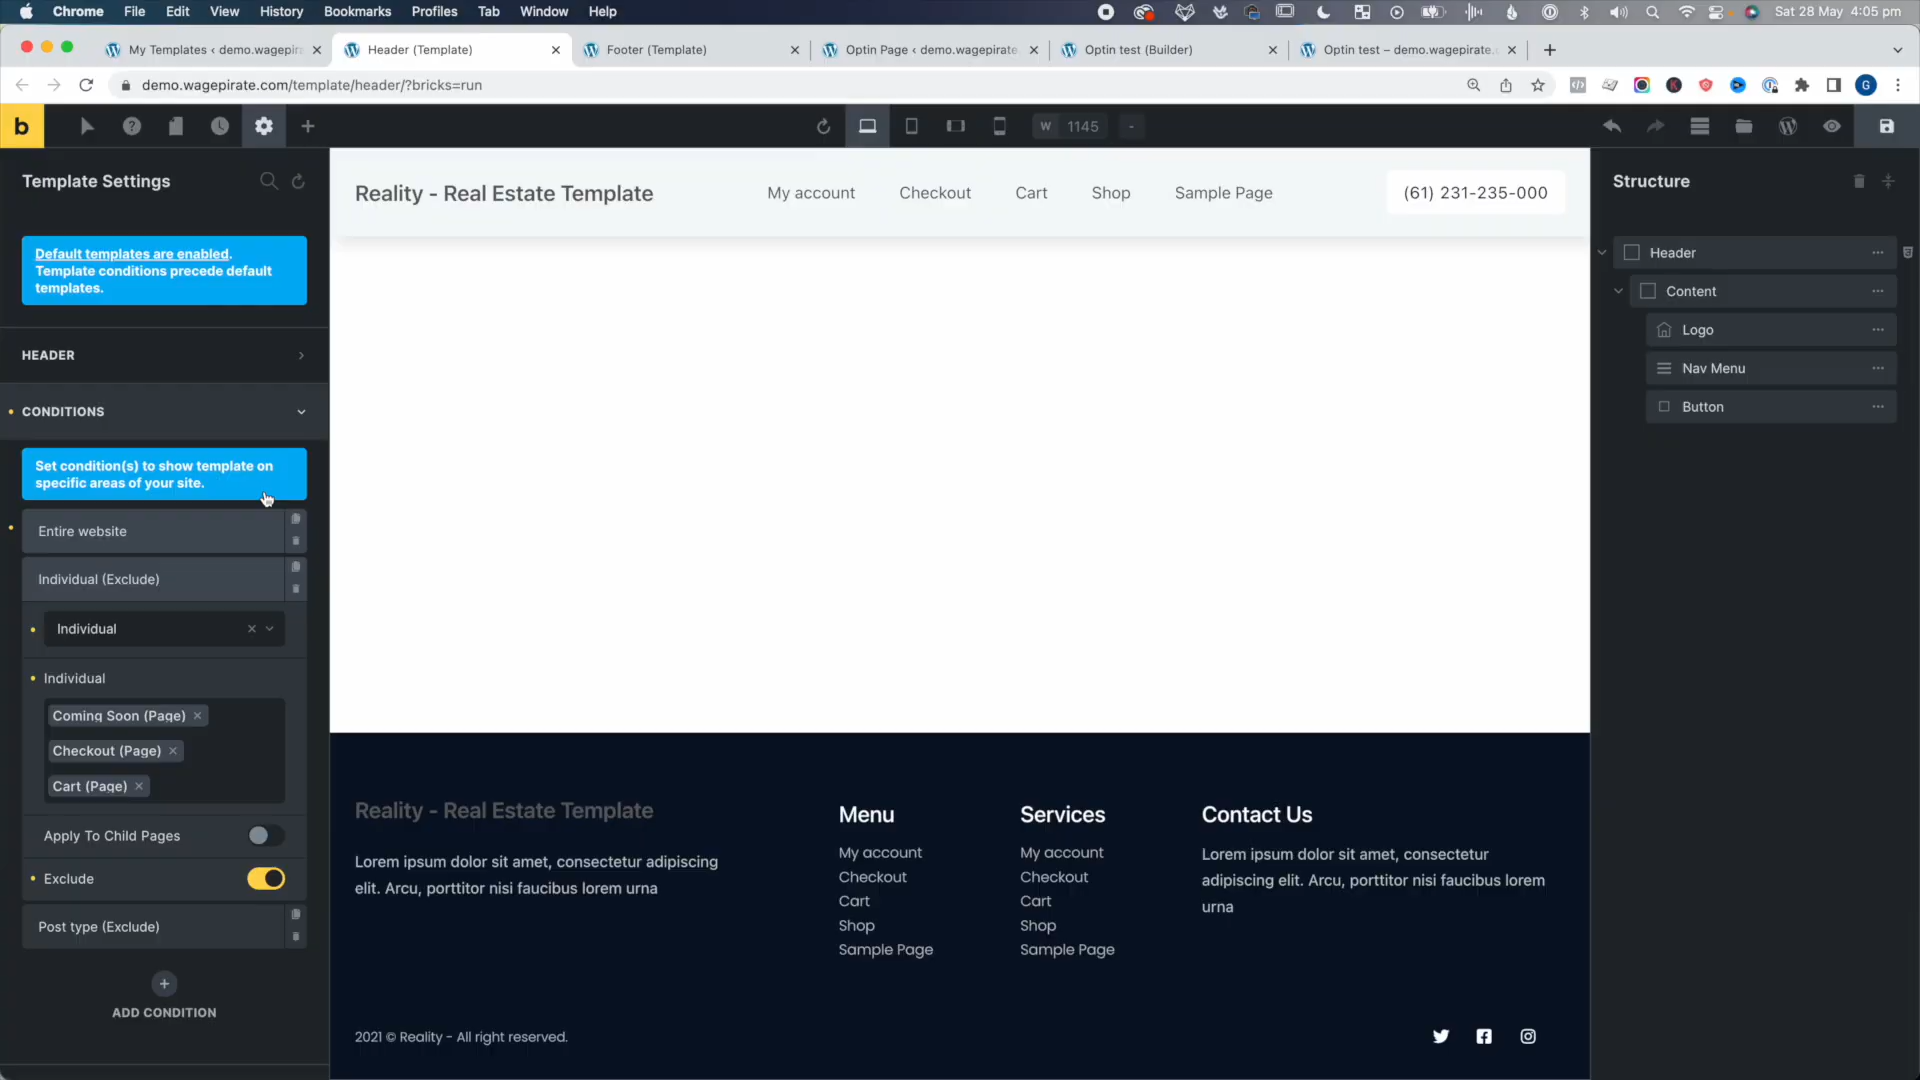 Chrome File Edit View History Bookmarks Profiles Tab Window Help
Sat 28 May 4:05 pm
My Templates ‹ demo.wagepira
Header (Template)
Footer (Template)
Optin Page ‹ demo.wagepirate
Optin test (Builder)
Optin test – demo.wagepirate.
demo.wagepirate.com/template/header/?bricks=run
G
b
W 1145 -
Template Settings
Default templates are enabled.
Template conditions precede default
templates.
HEADER
CONDITIONS
Set condition(s) to show template on
specific areas of your site.
Entire website
Individual (Exclude)
Individual
Individual
Coming Soon (Page)
Checkout (Page)
Cart (Page)
Apply To Child Pages
Exclude
Post type (Exclude)
ADD CONDITION
Reality - Real Estate Template
My account Checkout Cart Shop Sample Page
(61) 231-235-000
Reality - Real Estate Template
Lorem ipsum dolor sit amet, consectetur adipiscing
elit. Arcu, porttitor nisi faucibus lorem urna
Menu
My account
Checkout
Cart
Shop
Sample Page
Services
My account
Checkout
Cart
Shop
Sample Page
Contact Us
Lorem ipsum dolor sit amet, consectetur
adipiscing elit. Arcu, porttitor nisi faucibus lorem
urna
2021 © Reality - All right reserved.
Structure
Header
Content
Logo
Nav Menu
Button